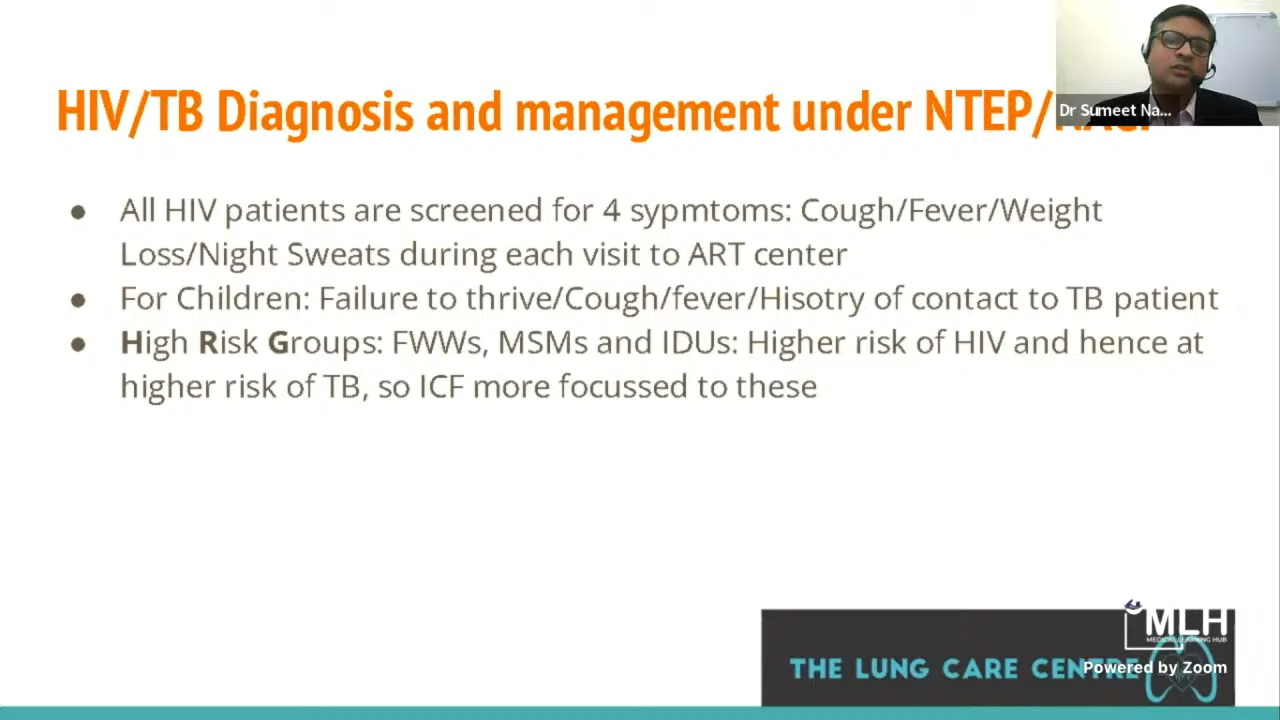 HIV/TB Diagnosis and management under NTEP/
Dr Sumeet Na...
● All HIV patients are screened for 4 sypmtoms: Cough/Fever/Weight
Loss/Night Sweats during each visit to ART center
● For Children: Failure to thrive/Cough/fever/Hisotry of contact to TB patient
● High Risk Groups: FWWs, MSMs and IDUs: Higher risk of HIV and hence at
higher risk of TB, so ICF more focussed to these
MLH
MEDICAL LEARNING HUB
THE LUNG CARE CENTRE
Powered by Zoom